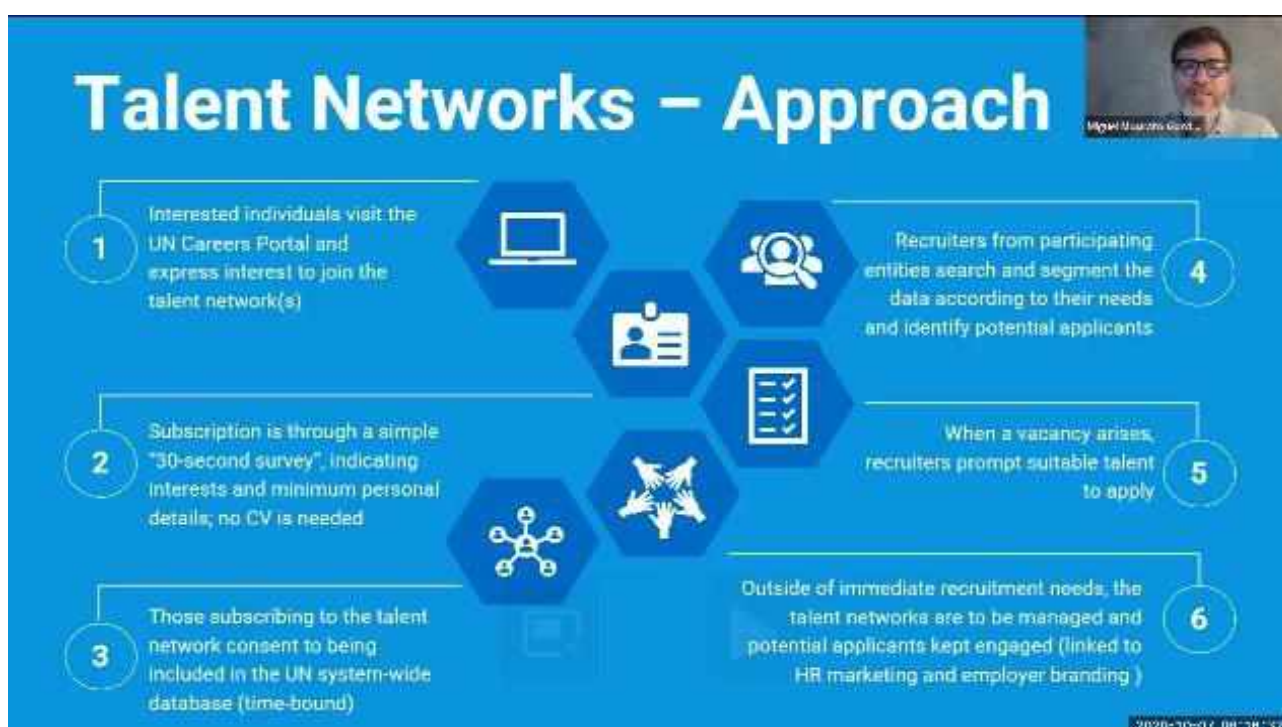 Talent Networks – Approach
1
Interested individuals visit the
UN Careers Portal and
express interest to join the
talent network(s)
2
Subscription is through a simple
"30-second survey", indicating
interests and minimum personal
details; no CV is needed
3
Those subscribing to the talent
network consent to being
included in the UN system-wide
database (time-bound)
4
Recruiters from participating
entities search and segment the
data according to their needs
and identify potential applicants
5
When a vacancy arises,
recruiters prompt suitable talent
to apply
6
Outside of immediate recruitment needs, the
talent networks are to be managed and
potential applicants kept engaged (linked to
HR marketing and employer branding )
Miguel